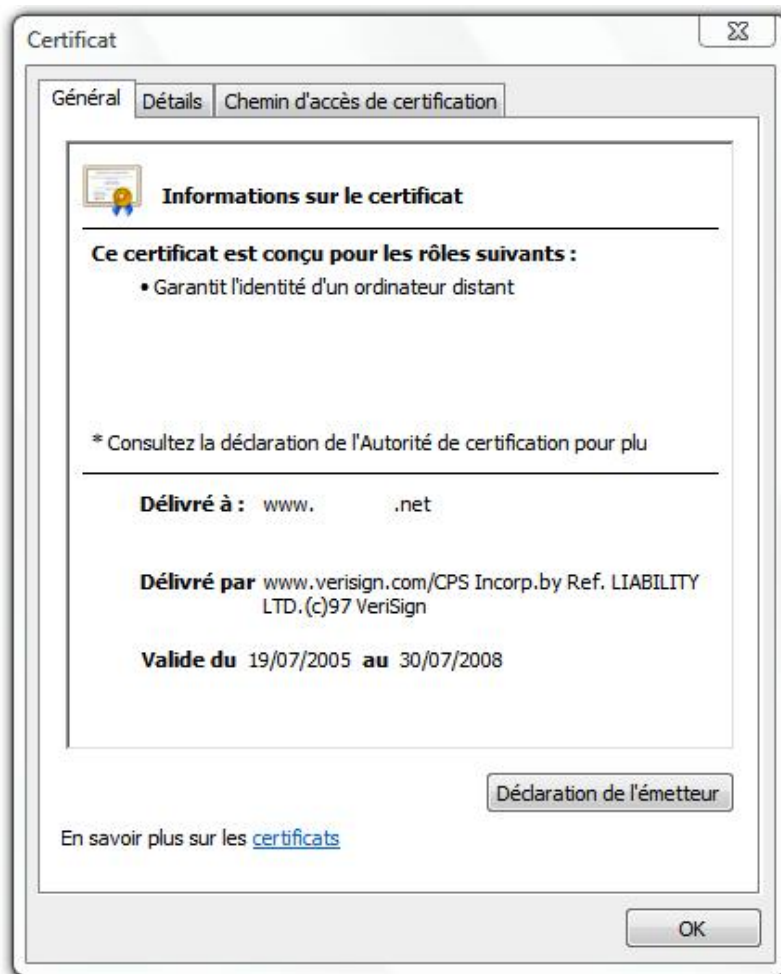 Certificat
Général Détails Chemin d'accès de certification
Informations sur le certificat
Ce certificat est conçu pour les rôles suivants :
• Garantit l'identité d'un ordinateur distant
* Consultez la déclaration de l'Autorité de certification pour plu
Délivré à : www. .net
Délivré par www.verisign.com/CPS Incorp.by Ref. LIABILITY
LTD.(c)97 VeriSign
Valide du 19/07/2005 au 30/07/2008
Déclaration de l'émetteur
En savoir plus sur les certificats
OK